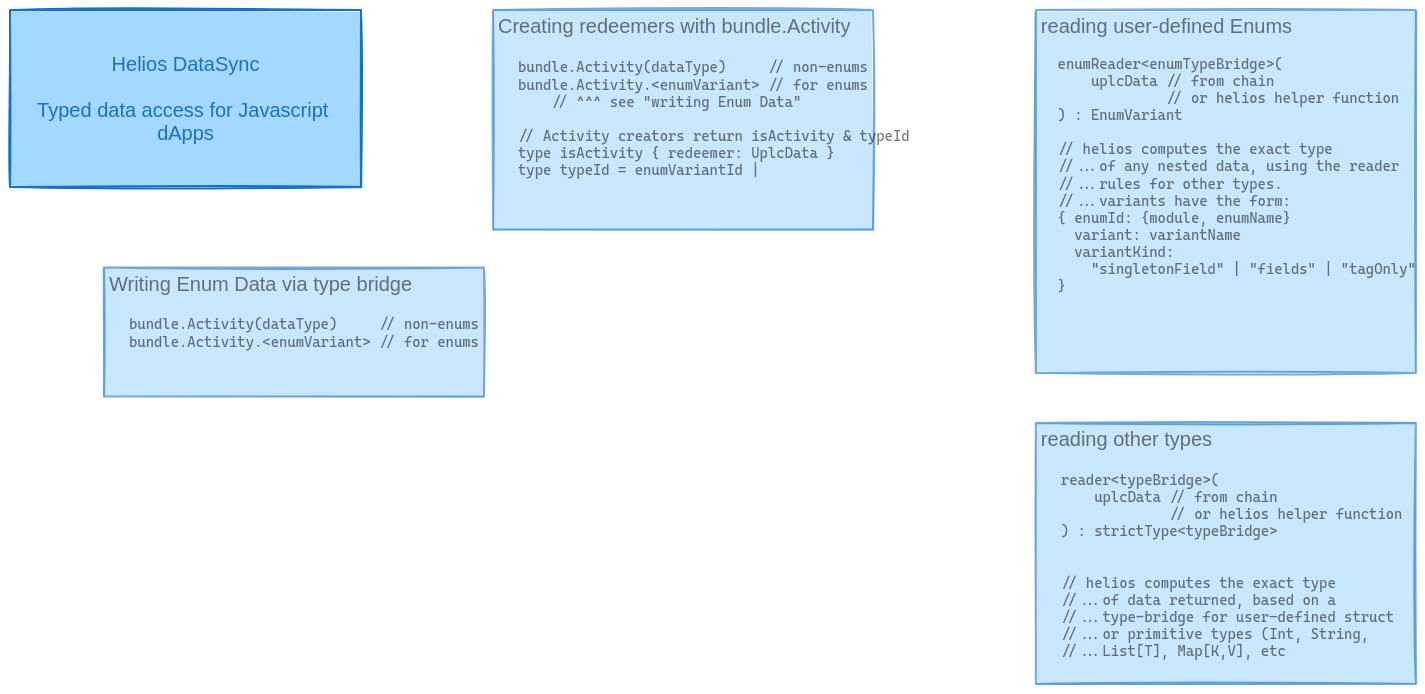 Helios DataSync
Typed data access for Javascript
dApps
Creating redeemers with bundle.Activity
bundle.Activity(dataType)     // non-enums
bundle.Activity.<enumVariant> // for enums
    // ^^^ see "writing Enum Data"
// Activity creators return isActivity & typeId
type isActivity { redeemer: UplcData }
type typeId = enumVariantId |
Writing Enum Data via type bridge
bundle.Activity(dataType)     // non-enums
bundle.Activity.<enumVariant> // for enums
reading user-defined Enums
enumReader<enumTypeBridge>(
    uplcData // from chain
             // or helios helper function
) : EnumVariant
// helios computes the exact type
//...of any nested data, using the reader
//...rules for other types.
//...variants have the form:
{ enumId: {module, enumName}
  variant: variantName
  variantKind:
    "singletonField" | "fields" | "tagOnly"
}
reading other types
reader<typeBridge>(
    uplcData // from chain
             // or helios helper function
) : strictType<typeBridge>
// helios computes the exact type
//...of data returned, based on a
//...type-bridge for user-defined struct
//...or primitive types (Int, String,
//...List[T], Map[K,V], etc